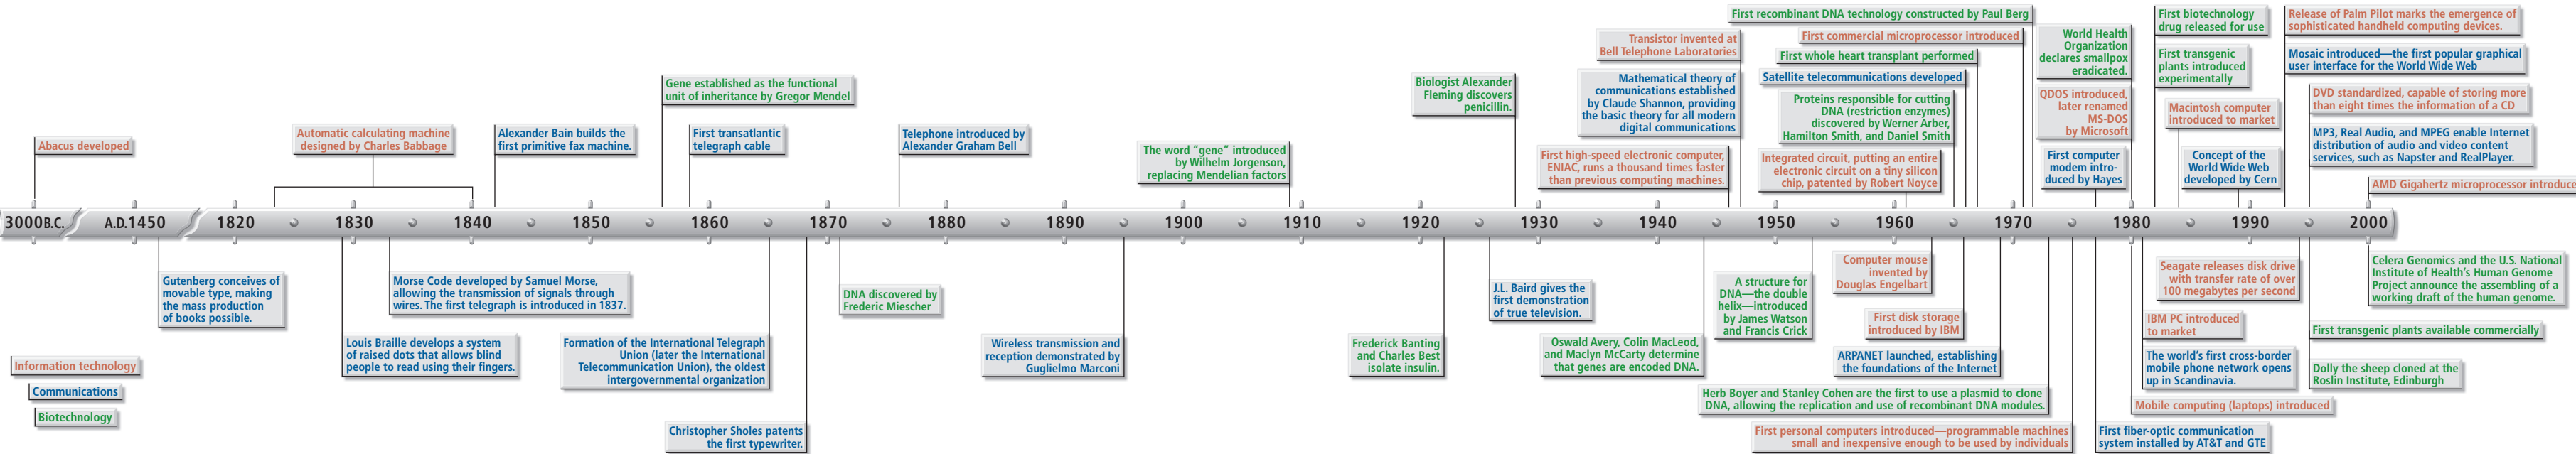 First recombinant DNA technology constructed by Paul Berg
Transistor invented at
Bell Telephone Laboratories
First commercial microprocessor introduced
First whole heart transplant performed
World Health
Organization
declares smallpox
eradicated.
First biotechnology
drug released for use
Release of Palm Pilot marks the emergence of
sophisticated handheld computing devices.
First transgenic
plants introduced
experimentally
Mosaic introduced—the first popular graphical
user interface for the World Wide Web
Gene established as the functional
unit of inheritance by Gregor Mendel
Biologist Alexander
Fleming discovers
penicillin.
Mathematical theory of
communications established
by Claude Shannon, providing
the basic theory for all modern
digital communications
Satellite telecommunications developed
Proteins responsible for cutting
DNA (restriction enzymes)
discovered by Werner Arber,
Hamilton Smith, and Daniel Smith
QDOS introduced,
later renamed
MS-DOS
by Microsoft
Macintosh computer
introduced to market
DVD standardized, capable of storing more
than eight times the information of a CD
Abacus developed
Automatic calculating machine
designed by Charles Babbage
Alexander Bain builds the
first primitive fax machine.
First transatlantic
telegraph cable
Telephone introduced by
Alexander Graham Bell
The word “gene” introduced
by Wilhelm Jorgenson,
replacing Mendelian factors
First high-speed electronic computer,
ENIAC, runs a thousand times faster
than previous computing machines.
Integrated circuit, putting an entire
electronic circuit on a tiny silicon
chip, patented by Robert Noyce
First computer
modem intro-
duced by Hayes
Concept of the
World Wide Web
developed by Cern
MP3, Real Audio, and MPEG enable Internet
distribution of audio and video content
services, such as Napster and RealPlayer.
AMD Gigahertz microprocessor introduce
3000B.C. A.D.1450 1820 1830 1840 1850 1860 1870 1880 1890 1900 1910 1920 1930 1940 1950 1960 1970 1980 1990 2000
Gutenberg conceives of
movable type, making
the mass production
of books possible.
Morse Code developed by Samuel Morse,
allowing the transmission of signals through
wires. The first telegraph is introduced in 1837.
Louis Braille develops a system
of raised dots that allows blind
people to read using their fingers.
Formation of the International Telegraph
Union (later the International
Telecommunication Union), the oldest
intergovernmental organization
Christopher Sholes patents
the first typewriter.
DNA discovered by
Frederic Miescher
Wireless transmission and
reception demonstrated by
Guglielmo Marconi
Frederick Banting
and Charles Best
isolate insulin.
J.L. Baird gives the
first demonstration
of true television.
Oswald Avery, Colin MacLeod,
and Maclyn McCarty determine
that genes are encoded DNA.
A structure for
DNA—the double
helix—introduced
by James Watson
and Francis Crick
Computer mouse
invented by
Douglas Engelbart
First disk storage
introduced by IBM
ARPANET launched, establishing
the foundations of the Internet
Herb Boyer and Stanley Cohen are the first to use a plasmid to clone
DNA, allowing the replication and use of recombinant DNA modules.
First personal computers introduced—programmable machines
small and inexpensive enough to be used by individuals
Seagate releases disk drive
with transfer rate of over
100 megabytes per second
IBM PC introduced
to market
The world’s first cross-border
mobile phone network opens
up in Scandinavia.
Mobile computing (laptops) introduced
First fiber-optic communication
system installed by AT&T and GTE
Celera Genomics and the U.S. National
Institute of Health’s Human Genome
Project announce the assembling of a
working draft of the human genome.
First transgenic plants available commercially
Dolly the sheep cloned at the
Roslin Institute, Edinburgh
Information technology
Communications
Biotechnology